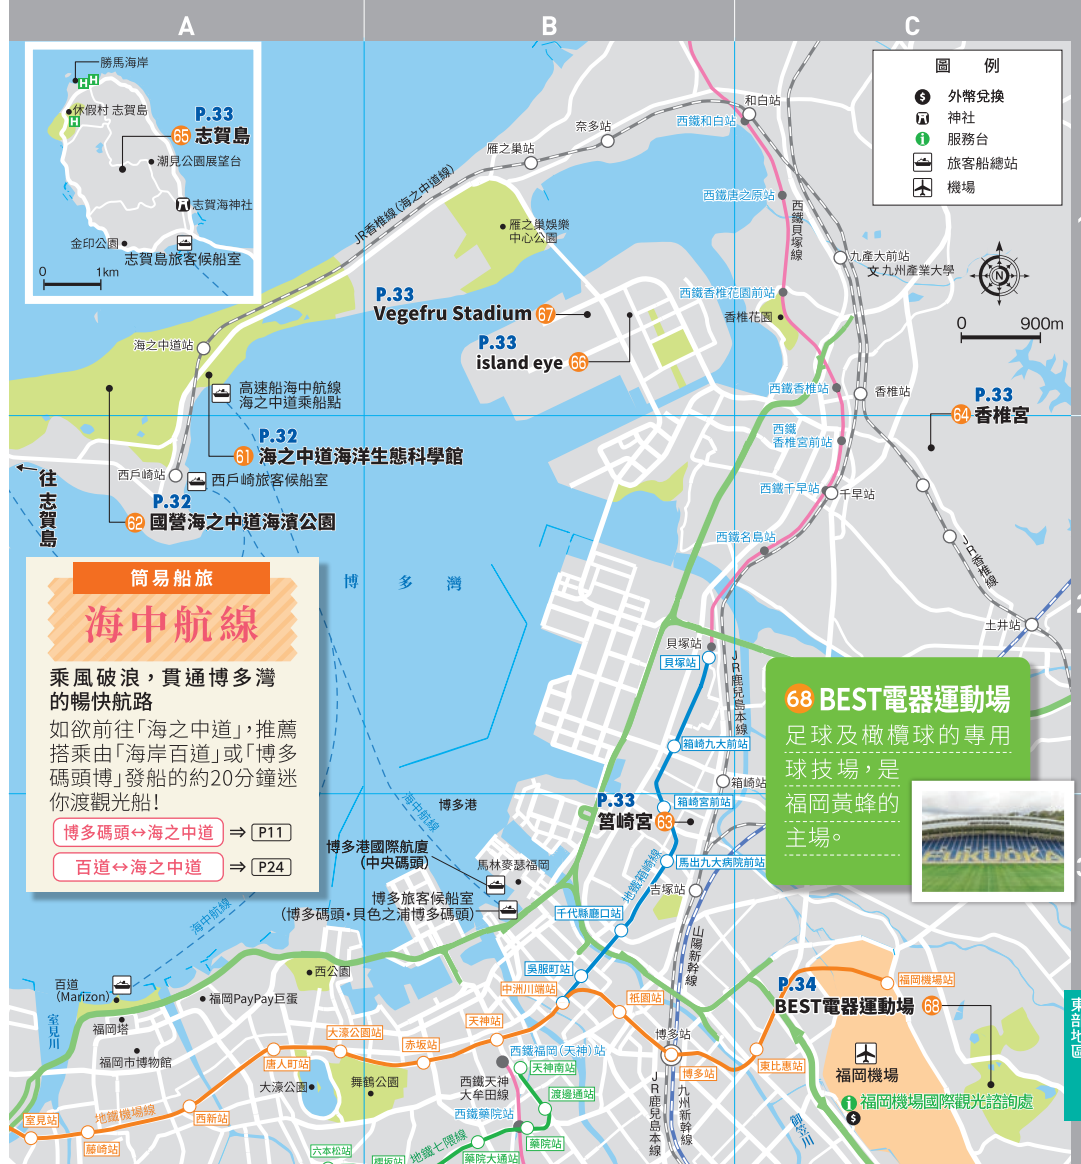 A
B
C
勝馬海岸
H
H
休假村 志賀島
H
P.33
65 志賀島
潮見公園展望台
志賀海神社
金印公園
志賀島旅客候船室
0
1km
圖 例
$ 外幣兌換
神社
i 服務台
旅客船總站
機場
N
0
900m
和白站
西鐵和白站
奈多站
雁之巢站
JR香椎線(海之中道線)
雁之巢娛樂
中心公園
西鐵唐之原站
西鐵貝塚線
九產大前站
文 九州產業大學
西鐵香椎花園前站
香椎花園
P.33
Vegefru Stadium 67
P.33
island eye 66
海之中道站
高速船海中航線
海之中道乘船點
西鐵香椎站
香椎站
P.33
64 香椎宮
西鐵
香椎宮前站
P.32
61 海之中道海洋生態科學館
西戶崎站
西戶崎旅客候船室
往志賀島
P.32
62 國營海之中道海濱公園
西鐵千早站
千早站
西鐵名島站
JR香椎線
土井站
博多灣
簡易船旅
海中航線
乘風破浪，貫通博多灣
的暢快航路
如欲前往「海之中道」，推薦
搭乘由「海岸百道」或「博多
碼頭博」發船的約20分鐘迷
你渡觀光船！
博多碼頭↔海之中道 ⇒ P11
百道↔海之中道 ⇒ P24
貝塚站
貝塚站
JR鹿兒島本線
箱崎九大前站
箱崎站
68 BEST電器運動場
足球及橄欖球的專用
球技場，是
福岡黃蜂的
主場。
P.33
筥崎宮 63
箱崎宮前站
海中航線
博多港
博多港國際航廈
(中央碼頭)
馬林麥瑟福岡
博多旅客候船室
(博多碼頭・貝色之浦博多碼頭)
地鐵箱崎線
馬出九大病院前站
吉塚站
千代縣廳口站
山陽新幹線
海中航線
吳服町站
中洲川端站
祇園站
百道
(Marizon)
西公園
福岡PayPay巨蛋
室見川
福岡塔
福岡市博物館
大濠公園站
唐人町站
赤坂站
天神站
大濠公園
舞鶴公園
西鐵福岡(天神)站
天神南站
西鐵天神
大牟田線
渡邊通站
西鐵藥院站
藥院站
藥院大通站
地鐵七隈線
櫻坂站
六本松站
室見站
地鐵機場線
藤崎站
西新站
博多站
博多站
JR鹿兒島本線
九州新幹線
東比惠站
御笠川
P.34
BEST電器運動場 68
福岡機場站
福岡機場
i 福岡機場國際觀光諮詢處
$
東部地區